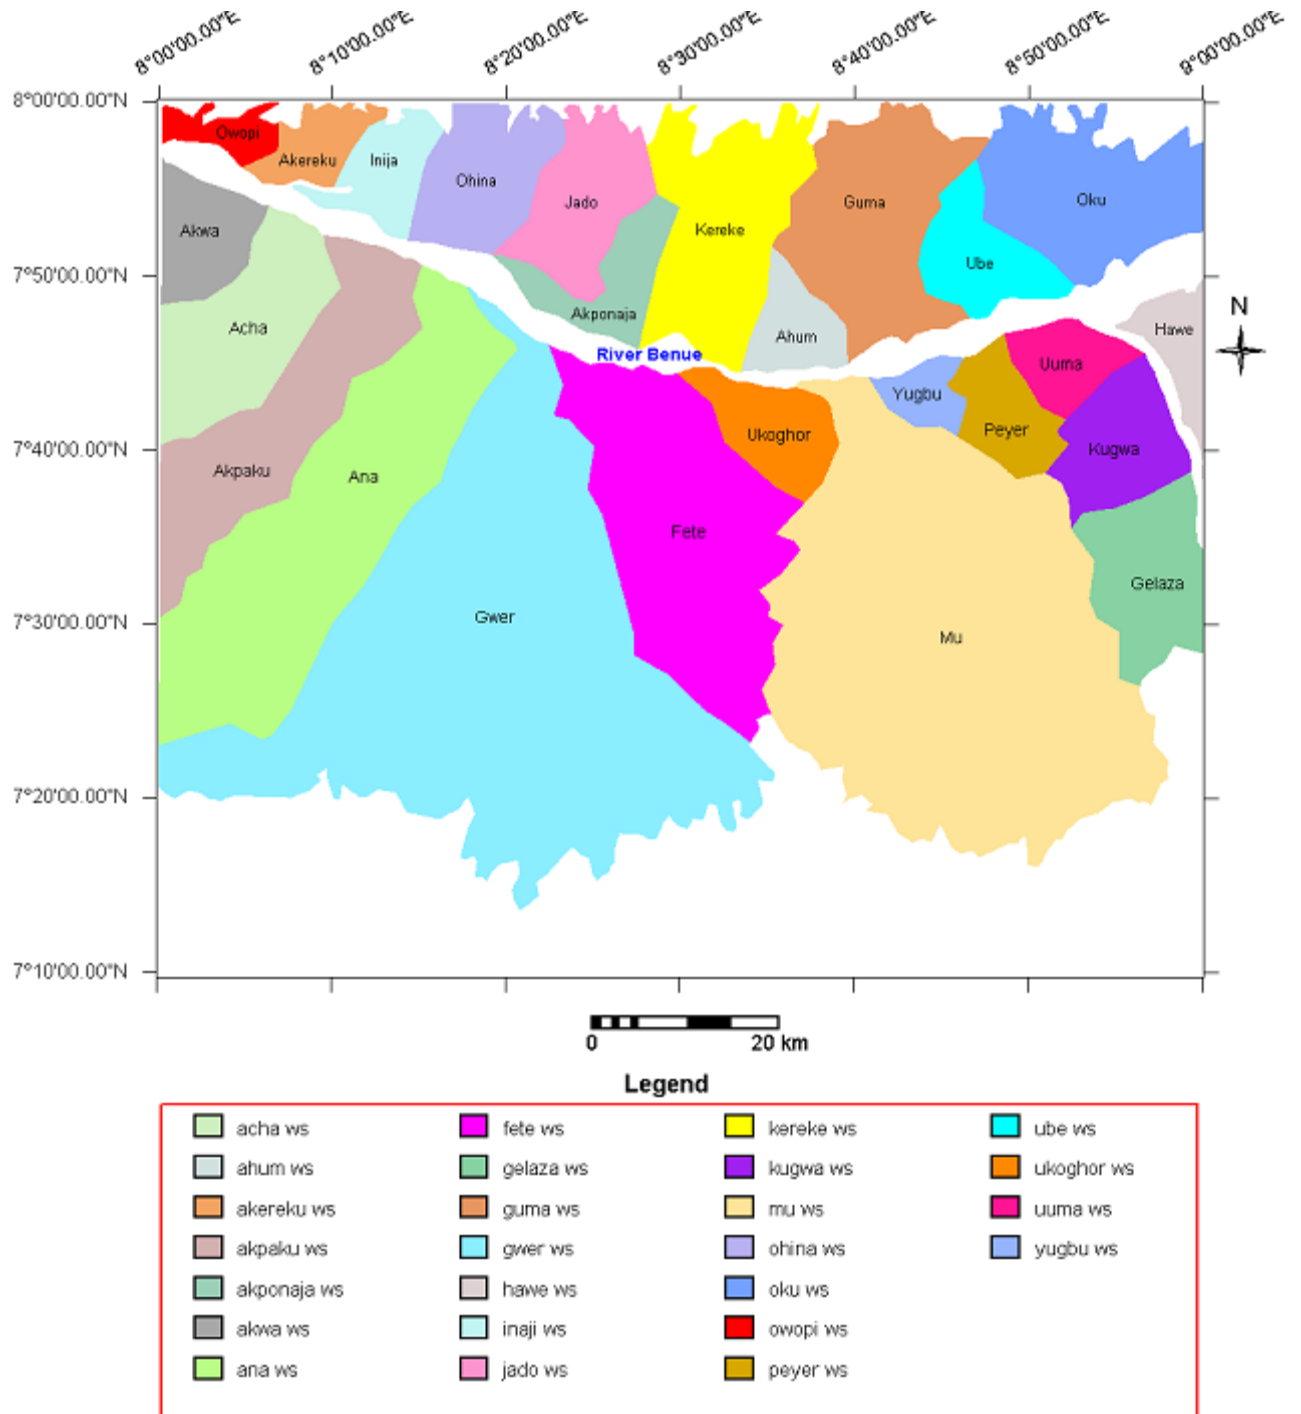 8°00'00.00"E 8°10'00.00"E 8°20'00.00"E 8°30'00.00"E 8°40'00.00"E 8°50'00.00"E 9°00'00.00"E
8°00'00.00"N
Owopi
Akereku
Inija
Ohina
Jado
Guma
Oku
Kereke
Akwa
Ube
7°50'00.00"N
Akponaja
N
Acha
Ahum
Hawe
River Benue
Uuma
Yugbu
Ukoghor
Peyer
7°40'00.00"N
Kugwa
Akpaku
Ana
Fete
Gelaza
7°30'00.00"N
Gwer
Mu
7°20'00.00"N
7°10'00.00"N
0 20 km
Legend
acha ws fete ws kereke ws ube ws
ahum ws gelaza ws kugwa ws ukoghor ws
akereku ws guma ws mu ws uuma ws
akpaku ws gwer ws ohina ws yugbu ws
akponaja ws hawe ws oku ws
akwa ws inaji ws owopi ws
ana ws jado ws peyer ws